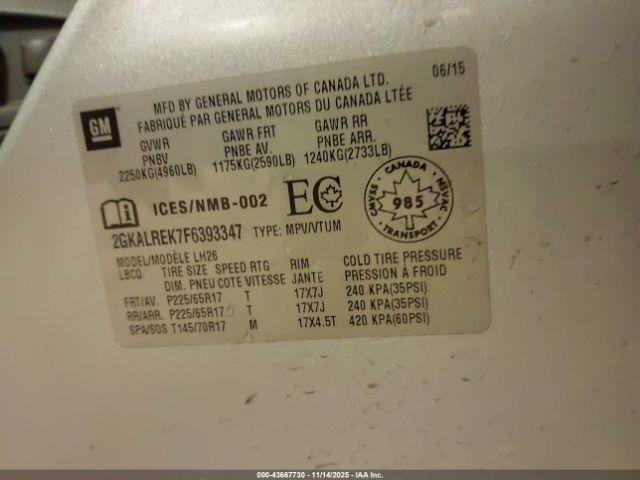 GM
MFD BY GENERAL MOTORS OF CANADA LTD.
06/15
FABRIQUÉ PAR GENERAL MOTORS DU CANADA LTÉE
GVWR GAWR FRT GAWR RR
PNBV PNBE AV. PNBE ARR.
2250KG(4960LB) 1175KG(2590LB) 1240KG(2733LB)
ICES/NMB-002 EC
CANADA CMVSS NSVAC 985 TRANSPORT
2GKALREK7F6393347 TYPE: MPV/VTUM
MODEL/MODÈLE LH26
LBCQ TIRE SIZE SPEED RTG RIM COLD TIRE PRESSURE
DIM. PNEU COTE VITESSE JANTE PRESSION À FROID
FRT/AV. P225/65R17 T 17X7J 240 KPA(35PSI)
RR/ARR. P225/65R17 T 17X7J 240 KPA(35PSI)
SPA/SOS T145/70R17 M 17X4.5T 420 KPA(60PSI)
000-43667730 - 11/14/2025 - IAAI Inc.